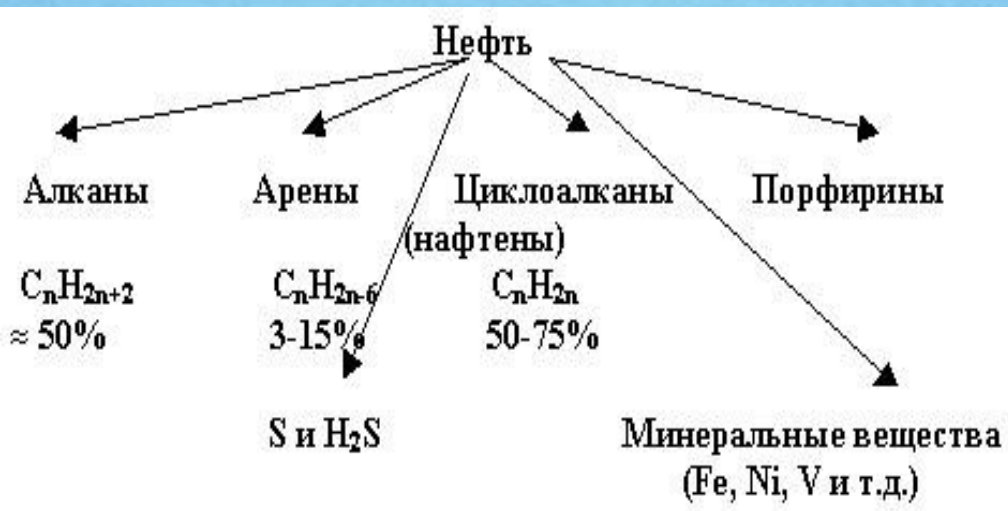 Нефть
Алканы Арены Циклоалканы Порфирины
(нафтены)
CₙH₂ₙ₊₂ CₙH₂ₙ₋₆ CₙH₂ₙ
≈ 50% 3-15% 50-75%
S и H₂S Минеральные вещества
(Fe, Ni, V и т.д.)